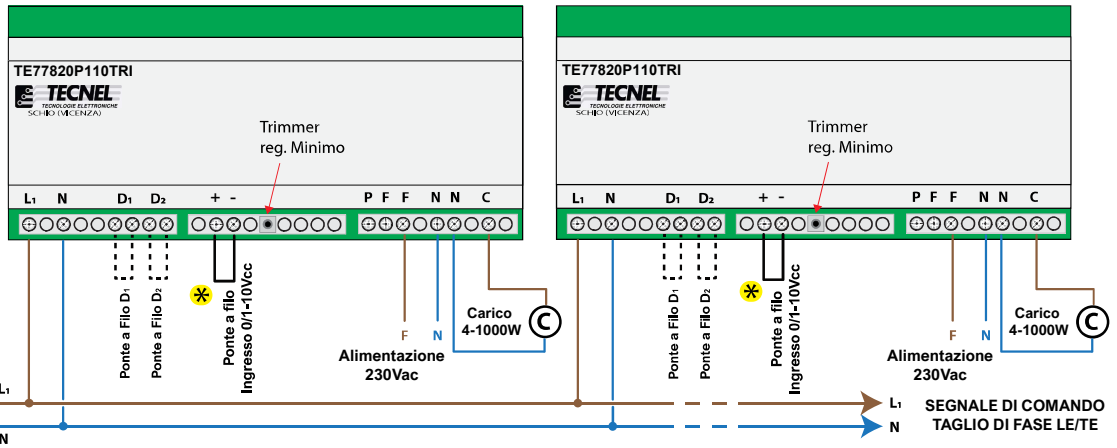 TE77820P110TRI
TECNEL
TECNOLOGIE ELETTRONICHE
SCHIO (VICENZA)
Trimmer
reg. Minimo
L1 N D1 D2 + - P F F N N C
Ponte a Filo D1
Ponte a Filo D2
*
Ponte a filo
Ingresso 0/1-10Vcc
F N
Alimentazione
230Vac
Carico
4-1000W
C
TE77820P110TRI
TECNEL
TECNOLOGIE ELETTRONICHE
SCHIO (VICENZA)
Trimmer
reg. Minimo
L1 N D1 D2 + - P F F N N C
Ponte a Filo D1
Ponte a Filo D2
*
Ponte a filo
Ingresso 0/1-10Vcc
F N
Alimentazione
230Vac
Carico
4-1000W
C
L1
N
L1
N
SEGNALE DI COMANDO
TAGLIO DI FASE LE/TE